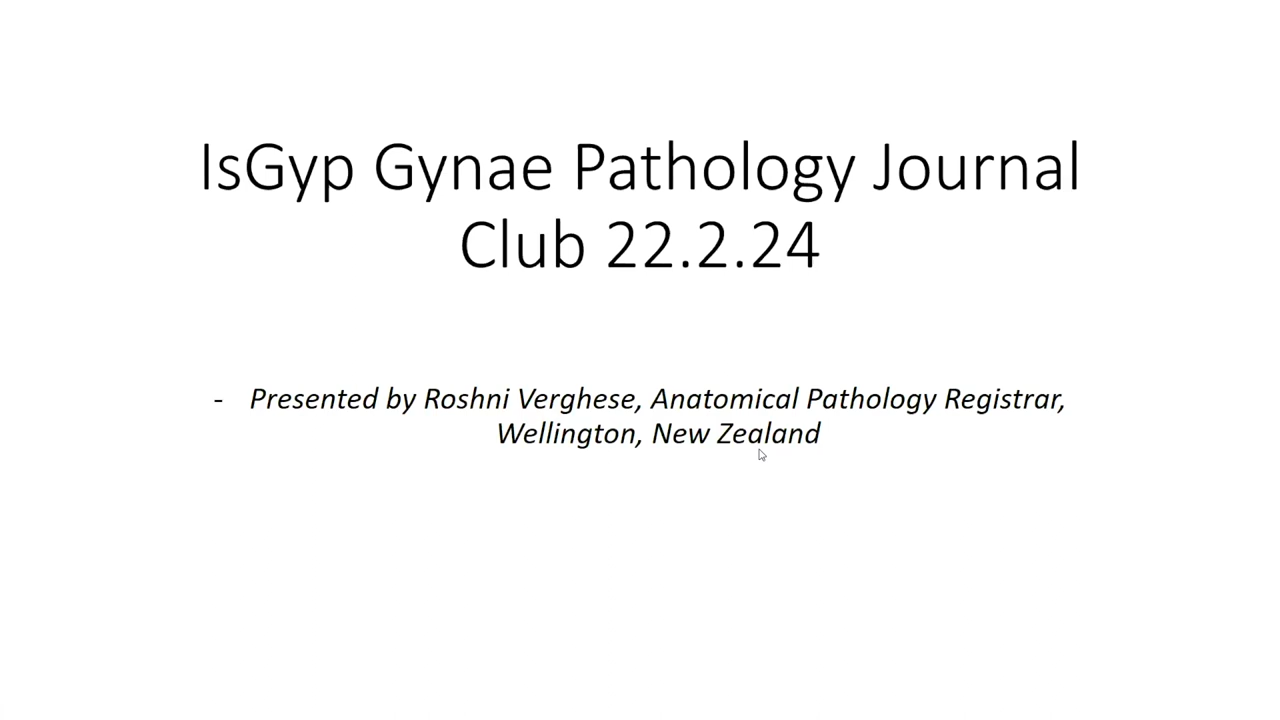 IsGyp Gynae Pathology Journal
Club 22.2.24
- Presented by Roshni Verghese, Anatomical Pathology Registrar,
Wellington, New Zealand